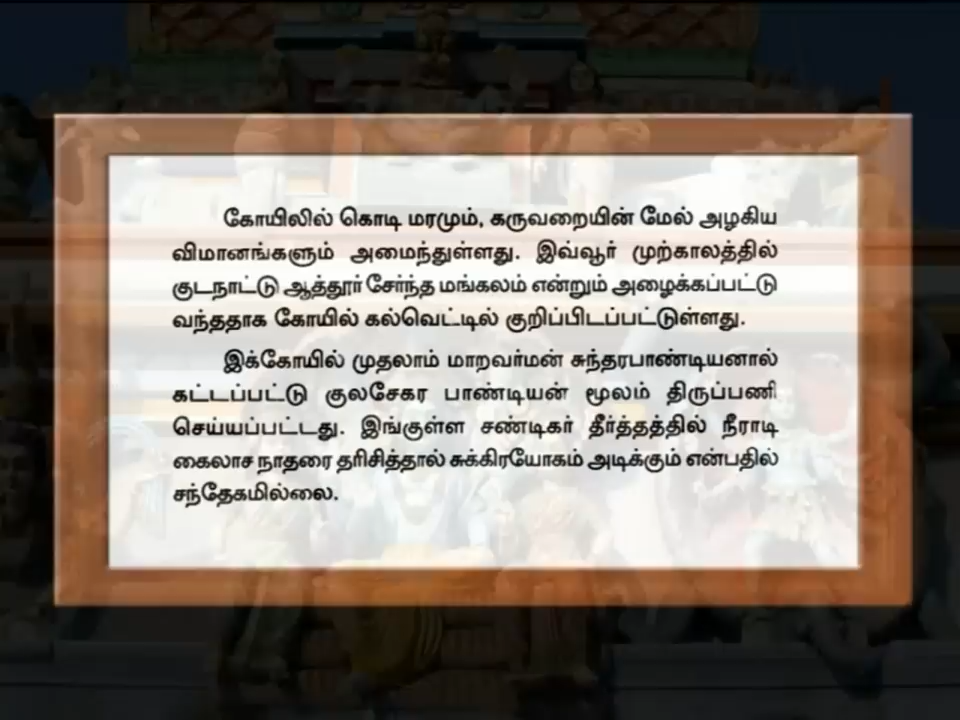 கோயிலில் கொடி மரமும், கருவறையின் மேல் அழகிய
விமானங்களும் அமைந்துள்ளது. இவ்வூர் முற்காலத்தில்
குடநாட்டு ஆத்தூர் சேர்ந்த மங்கலம் என்றும் அழைக்கப்பட்டு
வந்ததாக கோயில் கல்வெட்டில் குறிப்பிடப்பட்டுள்ளது.
இக்கோயில் முதலாம் மாறவர்மன் சுந்தரபாண்டியனால்
கட்டப்பட்டு குலசேகர பாண்டியன் மூலம் திருப்பணி
செய்யப்பட்டது. இங்குள்ள சண்டிகர் தீர்த்தத்தில் நீராடி
கைலாச நாதரை தரிசித்தால் சுக்கிரயோகம் அடிக்கும் என்பதில்
சந்தேகமில்லை.